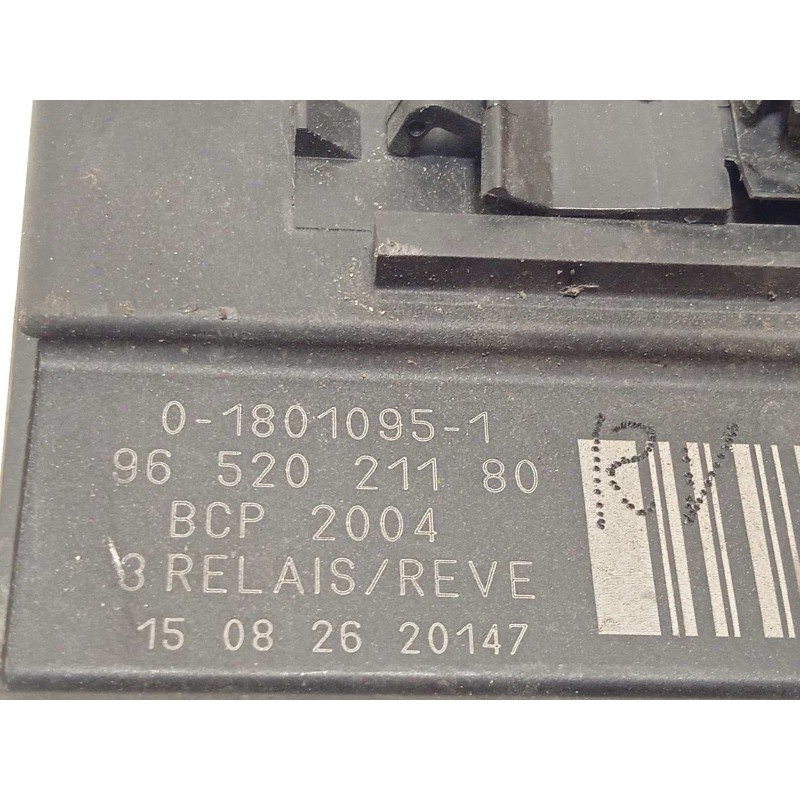 0-1801095-1
96 520 211 80
BCP 2004
3 RELAIS/REVE
15 08 26 20147